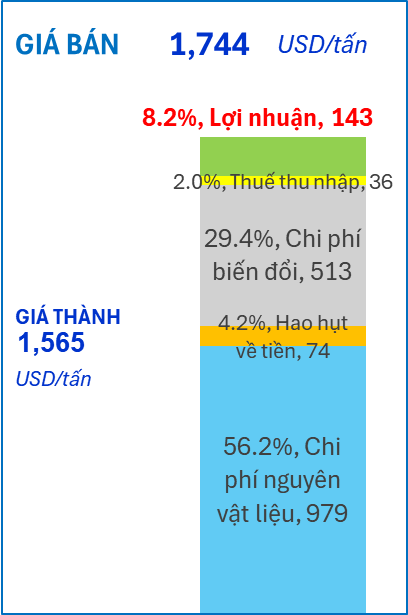 GIÁ BÁN 1,744 USD/tấn
8.2%, Lợi nhuận, 143
2.0%, Thuế thu nhập, 36
29.4%, Chi phí
biến đổi, 513
GIÁ THÀNH
1,565
USD/tấn
4.2%, Hao hụt
về tiền, 74
56.2%, Chi
phí nguyên
vật liệu, 979